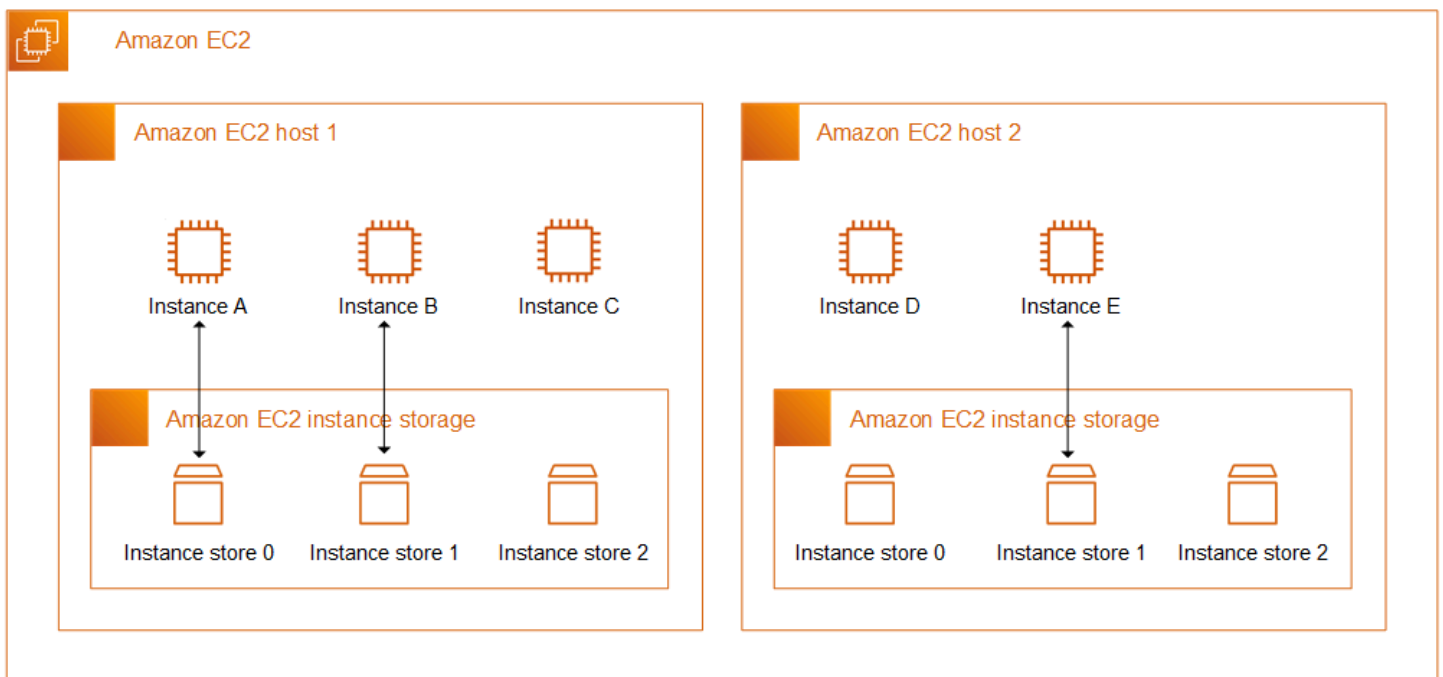 Amazon EC2
Amazon EC2 host 1
Amazon EC2 host 2
Instance A
Instance B
Instance C
Instance D
Instance E
Amazon EC2 instance storage
Amazon EC2 instance storage
Instance store 0
Instance store 1
Instance store 2
Instance store 0
Instance store 1
Instance store 2